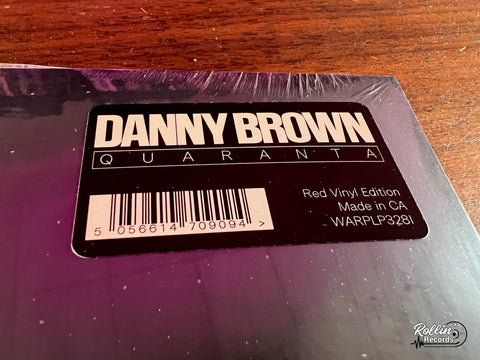 DANNY BROWN
QUARANTA
Red Vinyl Edition
Made in CA
WARPLP328I
5 056614 709094 >
Rollin'
Records